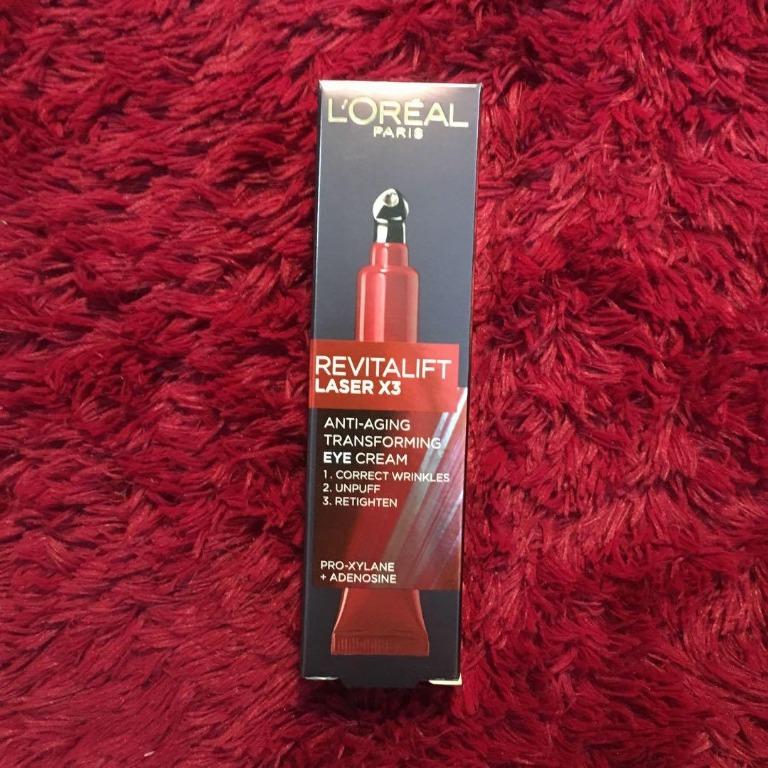 L'ORÉAL
PARIS
REVITALIFT
LASER X3
ANTI-AGING
TRANSFORMING
EYE CREAM
1. CORRECT WRINKLES
2. UNPUFF
3. RETIGHTEN
PRO-XYLANE
+ ADENOSINE